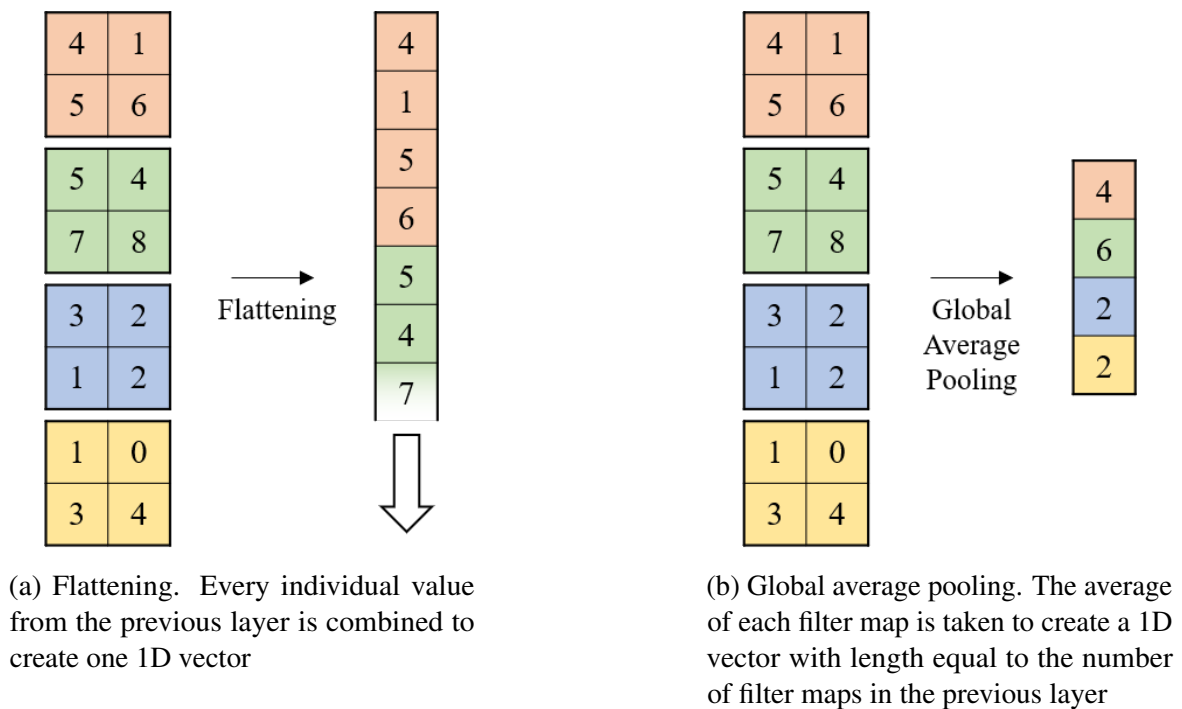 4 1
5 6
5 4
7 8
3 2
1 2
1 0
3 4
Flattening
4
1
5
6
5
4
7
(a) Flattening. Every individual value
from the previous layer is combined to
create one 1D vector
4 1
5 6
5 4
7 8
3 2
1 2
1 0
3 4
Global
Average
Pooling
4
6
2
2
(b) Global average pooling. The average
of each filter map is taken to create a 1D
vector with length equal to the number
of filter maps in the previous layer